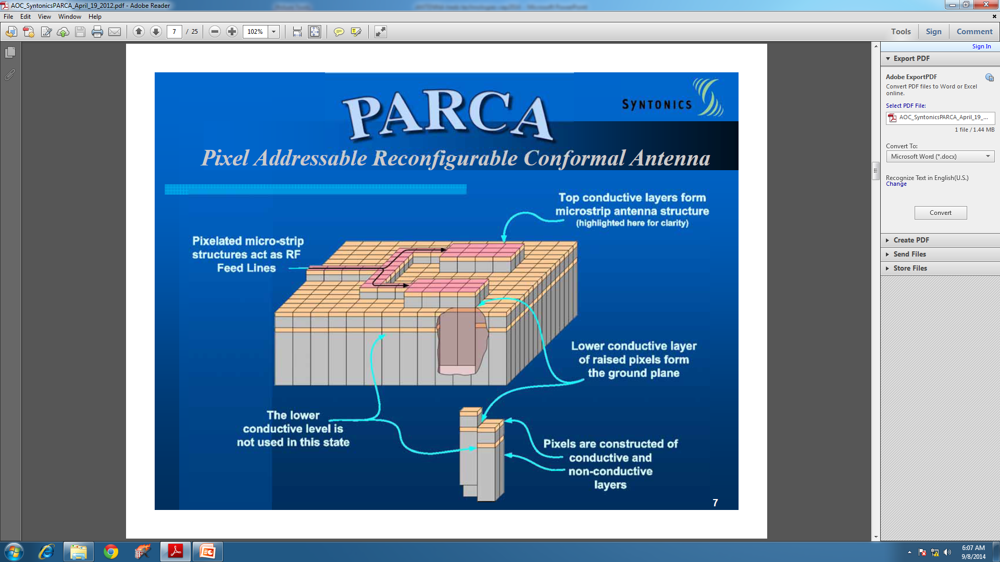 AOC_SyntonicsPARCA_April_19_2012.pdf - Adobe Reader
File Edit View Window Help
7 / 25
102%
Tools Sign Comment
Sign In
Export PDF
Adobe ExportPDF
Convert PDF files to Word or Excel
online.
Select PDF File:
AOC_SyntonicsPARCA_April_19_...
1 file / 1.44 MB
Convert To:
Microsoft Word (*.docx)
Recognize Text in English(U.S.)
Change
Convert
Create PDF
Send Files
Store Files
PARCA
SYNTONICS
Pixel Addressable Reconfigurable Conformal Antenna
Top conductive layers form
microstrip antenna structure
(highlighted here for clarity)
Pixelated micro-strip
structures act as RF
Feed Lines
Lower conductive layer
of raised pixels form
the ground plane
The lower
conductive level is
not used in this state
Pixels are constructed of
conductive and
non-conductive
layers
7
6:07 AM
9/8/2014